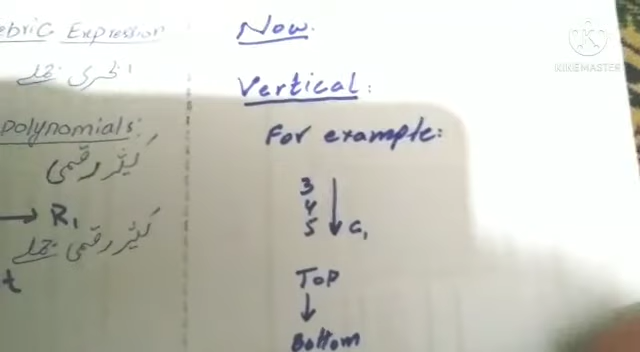 ebric Expression
الجبری جملے
Polynomials:
کثیر رقمی
→ R₁
کثیر رقمی جملے
t
Now.
Vertical:
For example:
3
4
5 ↓ C₁
Top
↓
Bottom
KINEMASTER